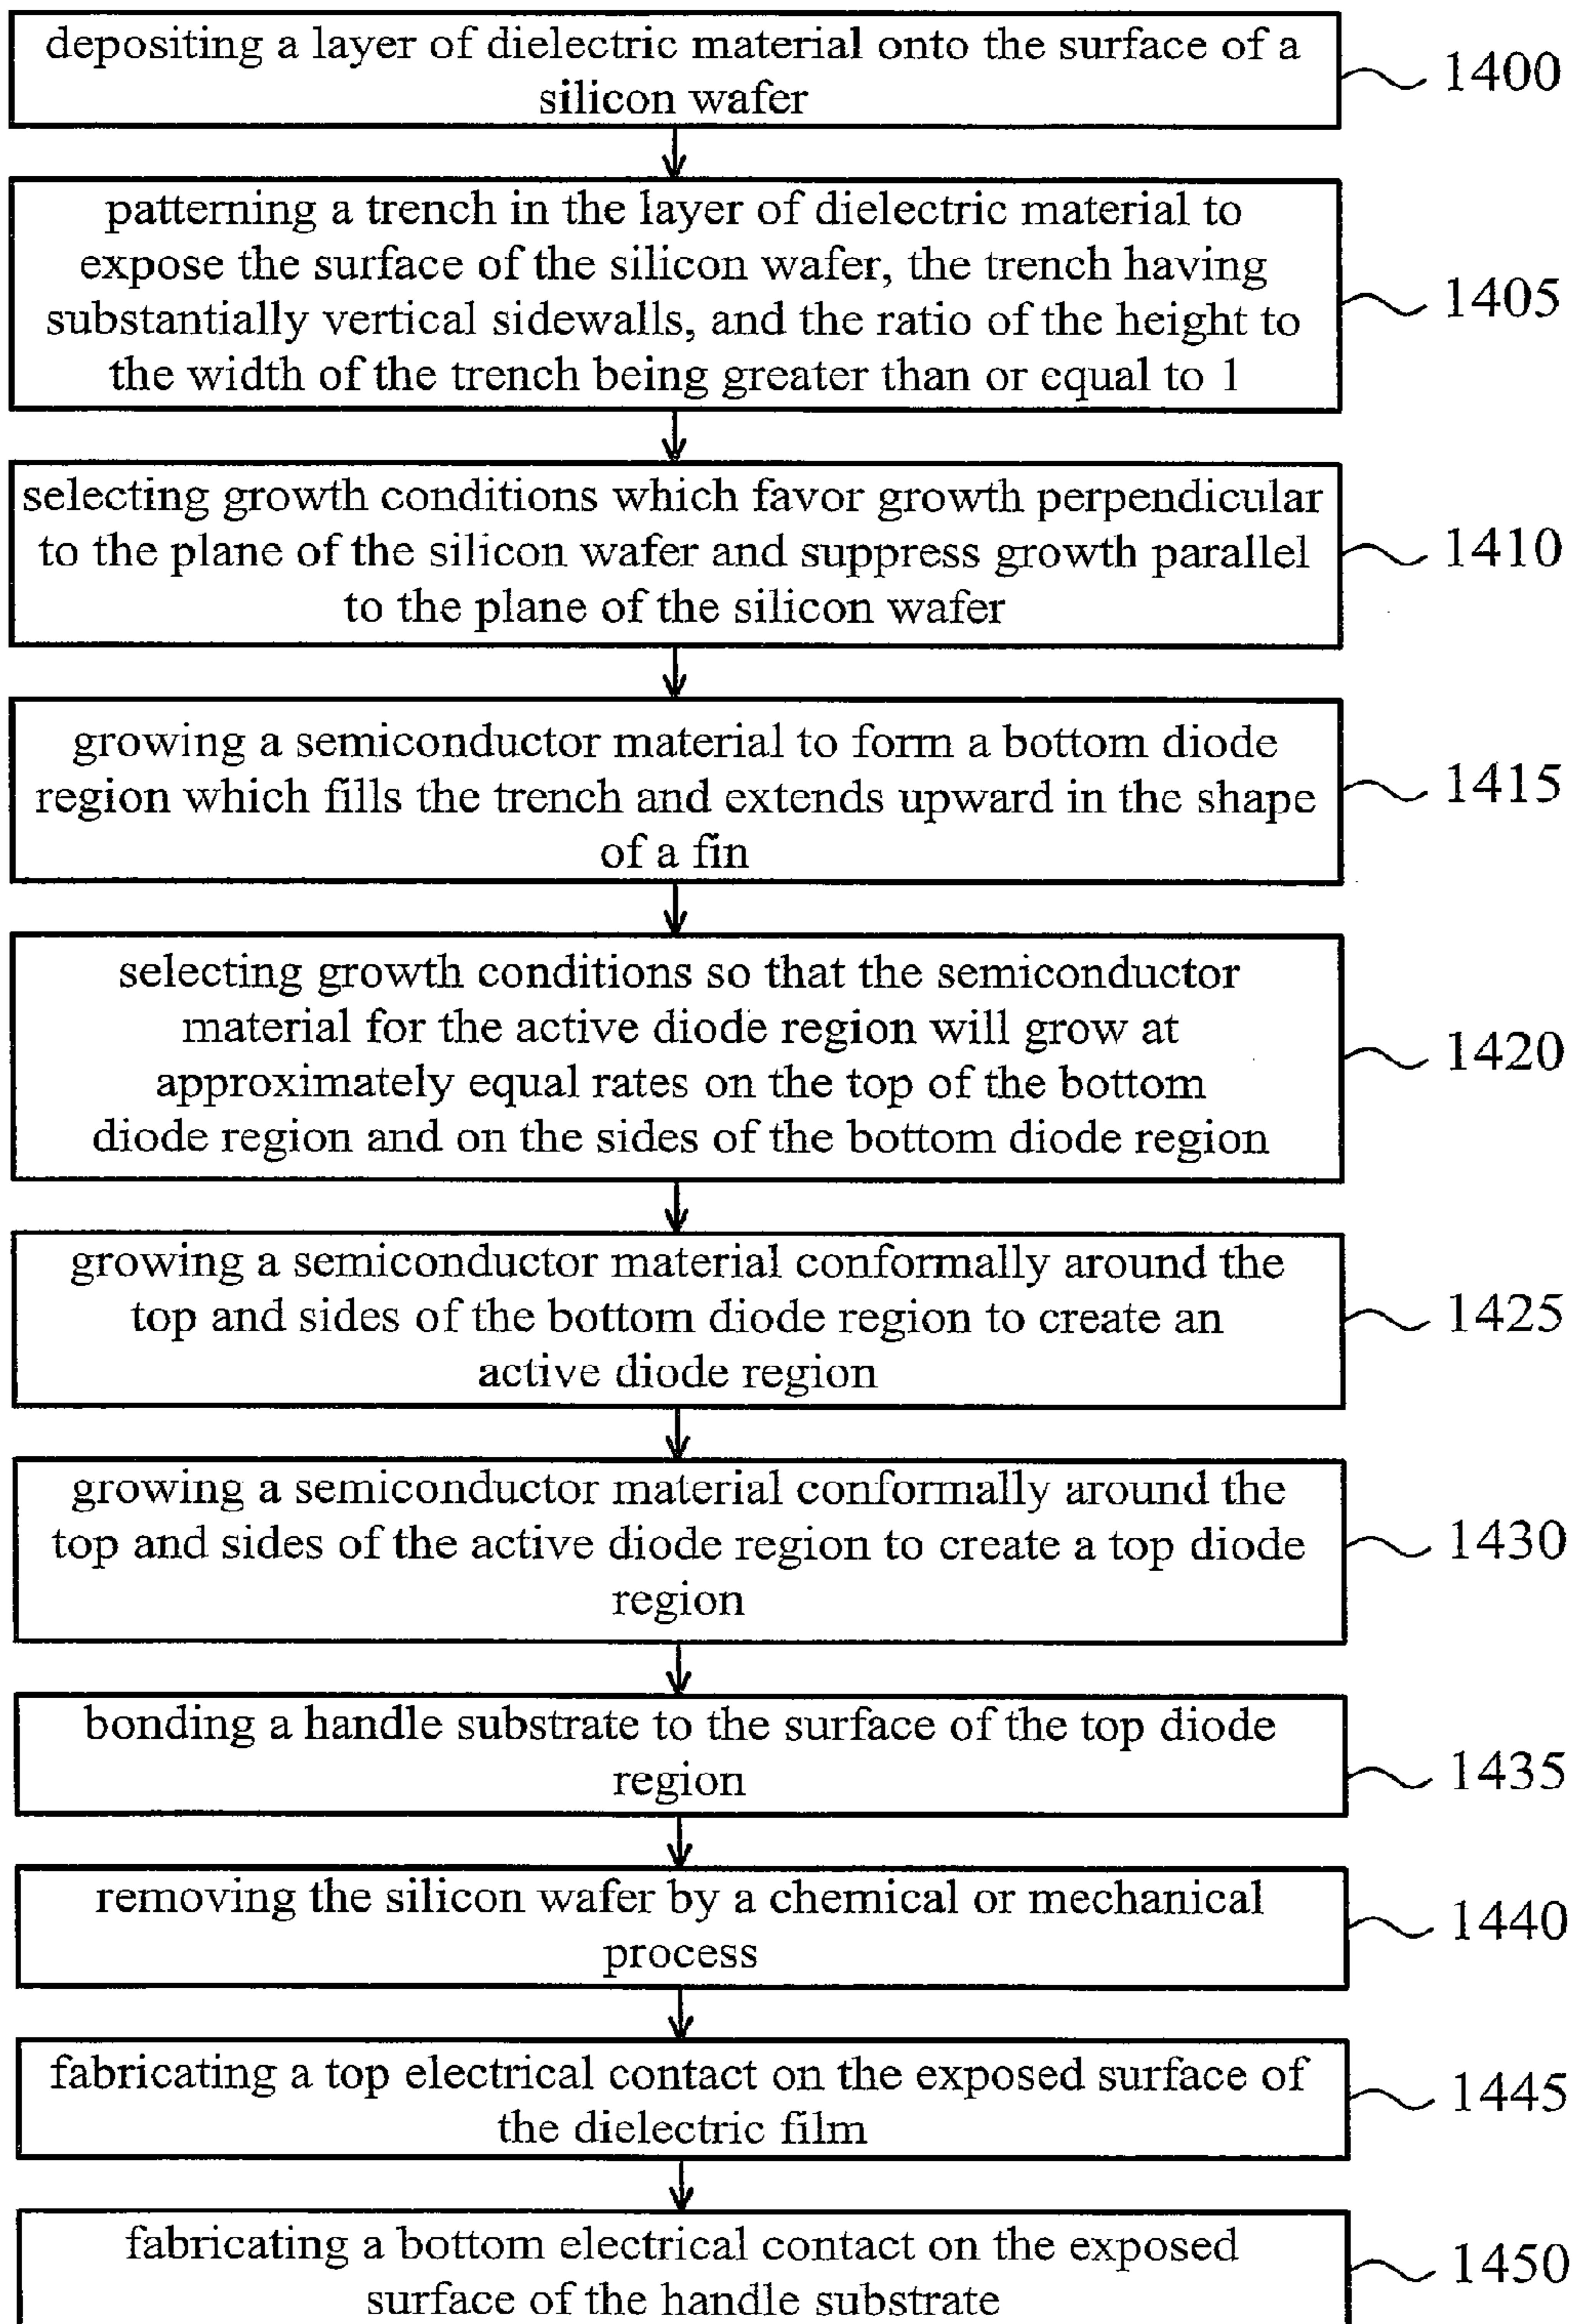 depositing a layer of dielectric material onto the surface of a
silicon wafer
1400
patterning a trench in the layer of dielectric material to
expose the surface of the silicon wafer, the trench having
substantially vertical sidewalls, and the ratio of the height to
the width of the trench being greater than or equal to 1
1405
selecting growth conditions which favor growth perpendicular
to the plane of the silicon wafer and suppress growth parallel
to the plane of the silicon wafer
1410
growing a semiconductor material to form a bottom diode
region which fills the trench and extends upward in the shape
of a fin
1415
selecting growth conditions so that the semiconductor
material for the active diode region will grow at
approximately equal rates on the top of the bottom
diode region and on the sides of the bottom diode region
1420
growing a semiconductor material conformally around the
top and sides of the bottom diode region to create an
active diode region
1425
growing a semiconductor material conformally around the
top and sides of the active diode region to create a top diode
region
1430
bonding a handle substrate to the surface of the top diode
region
1435
removing the silicon wafer by a chemical or mechanical
process
1440
fabricating a top electrical contact on the exposed surface of
the dielectric film
1445
fabricating a bottom electrical contact on the exposed
surface of the handle substrate
1450